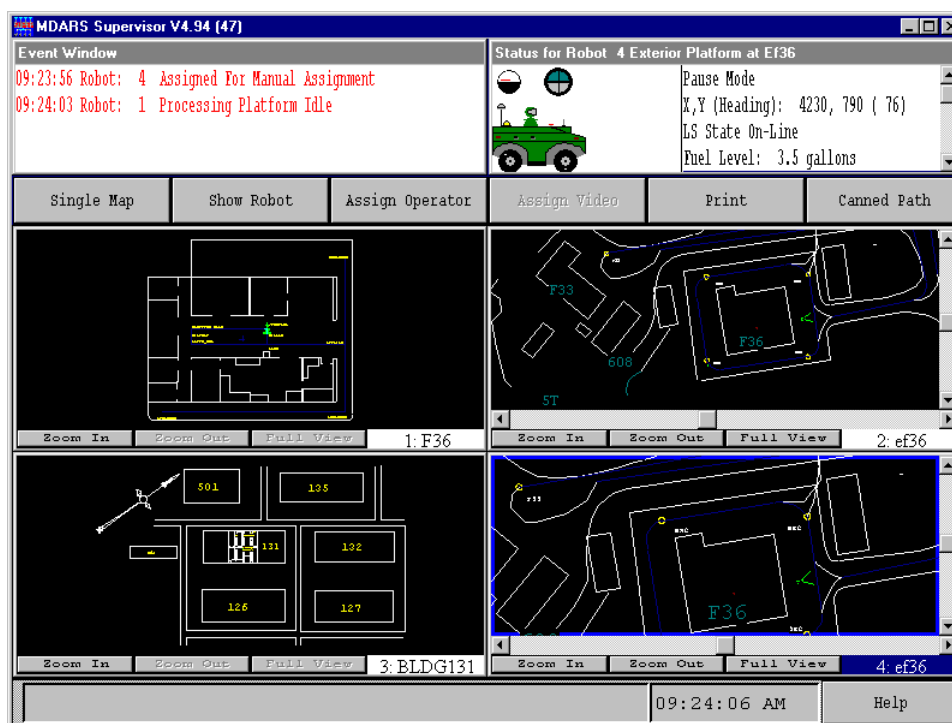 MDARS Supervisor V4.94 (47)
Event Window
09:23:56 Robot: 4 Assigned For Manual Assignment
09:24:03 Robot: 1 Processing Platform Idle
Status for Robot 4 Exterior Platform at Ef36
Pause Mode
X,Y (Heading): 4230, 790 ( 76)
LS State On-Line
Fuel Level: 3.5 gallons
Single Map
Show Robot
Assign Operator
Assign Video
Print
Canned Path
Zoom In
Zoom Out
Full View
1: F36
F33
F36
608
5T
Zoom In
Zoom Out
Full View
2: ef36
501
135
131
132
126
127
Zoom In
Zoom Out
Full View
3: BLDG131
F36
Zoom In
Zoom Out
Full View
4: ef36
09:24:06 AM
Help